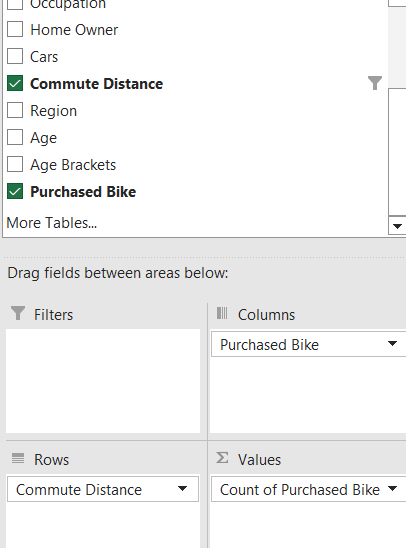 Occupation
Home Owner
Cars
Commute Distance
Region
Age
Age Brackets
Purchased Bike
More Tables...
Drag fields between areas below:
Filters
Columns
Purchased Bike
Rows
Values
Commute Distance
Count of Purchased Bike